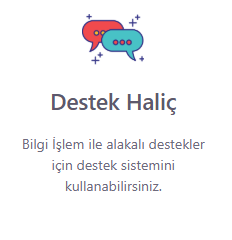 Destek Haliç
Bilgi İşlem ile alakalı destekler
için destek sistemini
kullanabilirsiniz.